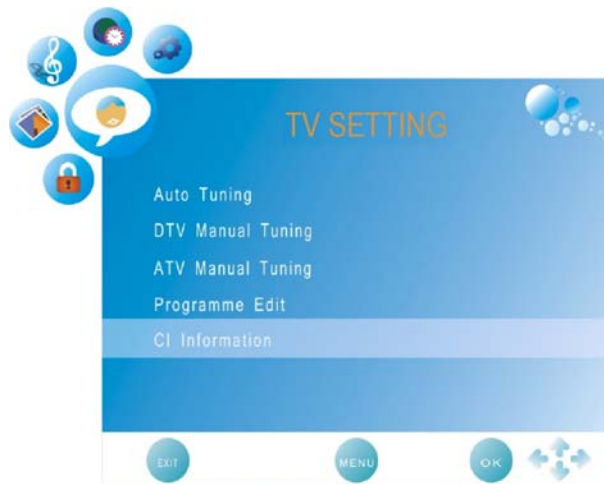 TV SETTING
Auto Tuning
DTV Manual Tuning
ATV Manual Tuning
Programme Edit
CI Information
EXIT MENU OK